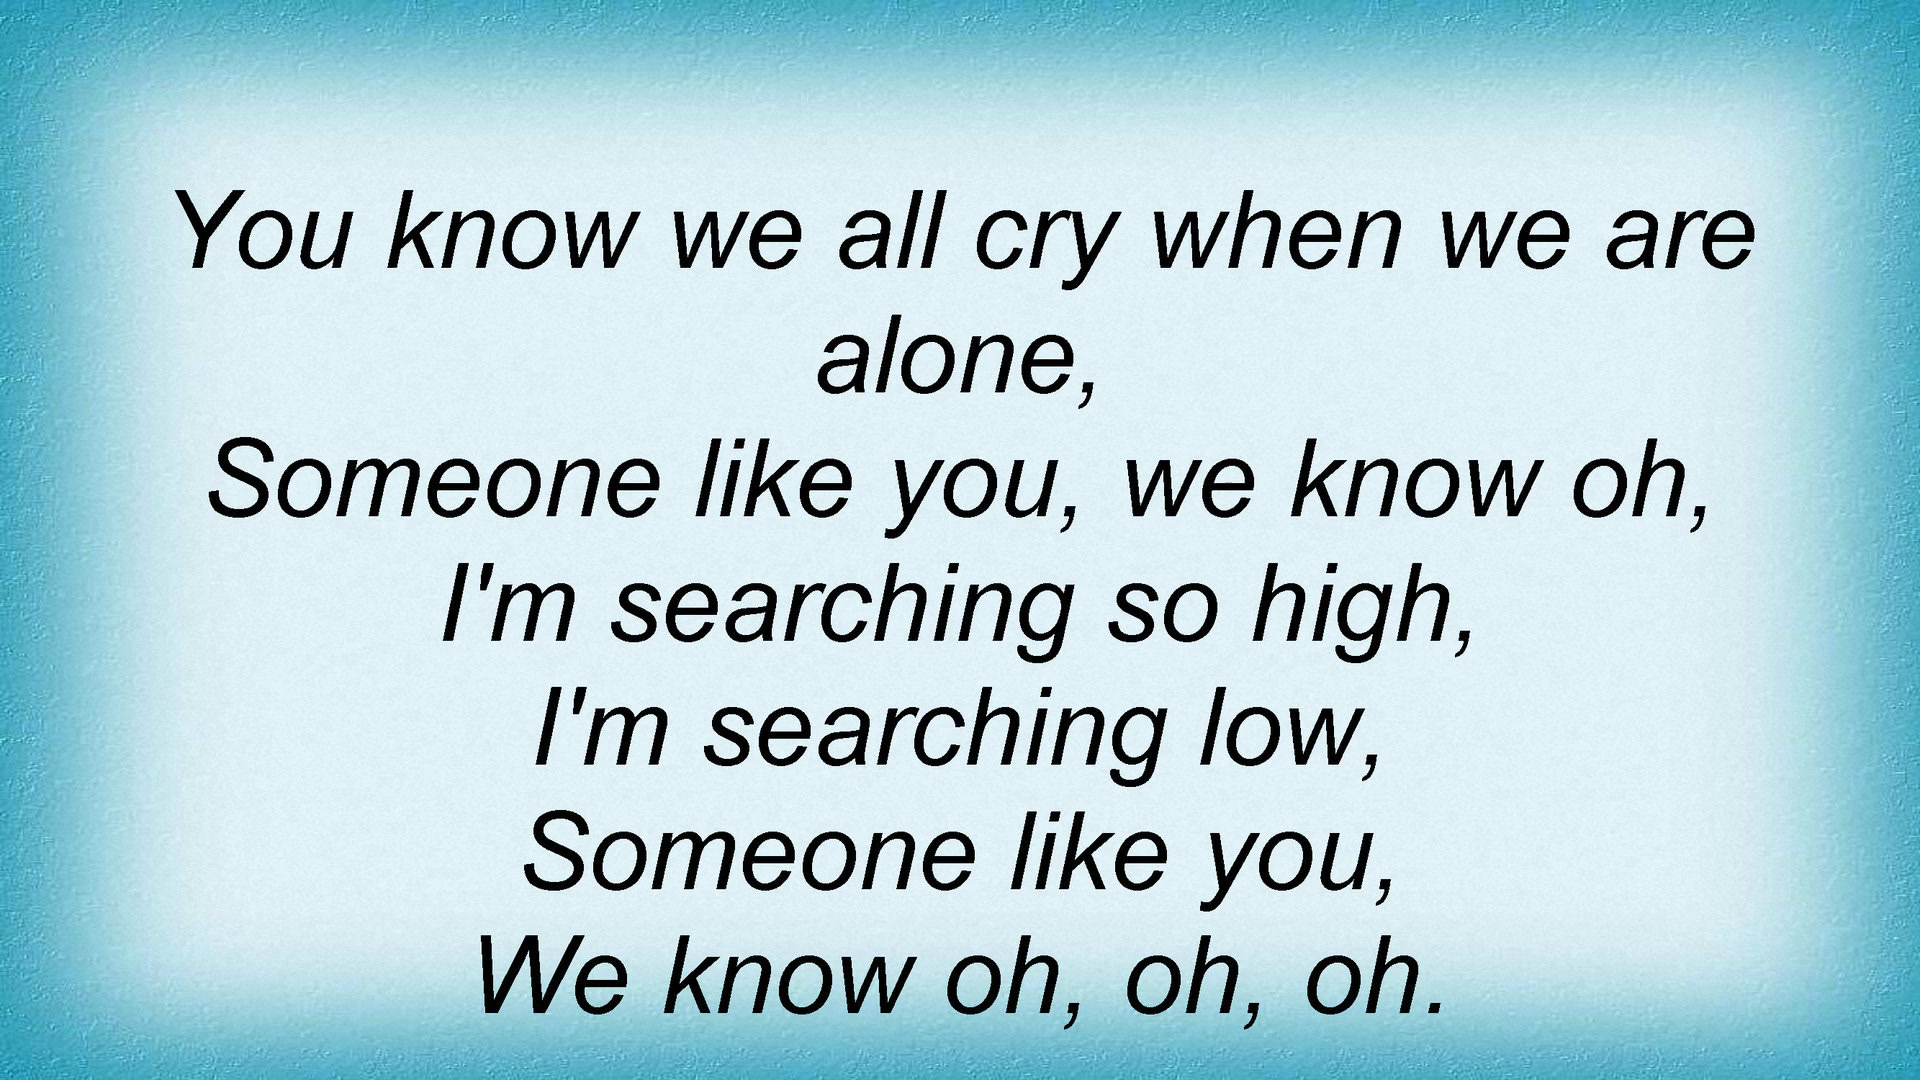 You know we all cry when we are
alone,
Someone like you, we know oh,
I'm searching so high,
I'm searching low,
Someone like you,
We know oh, oh, oh.